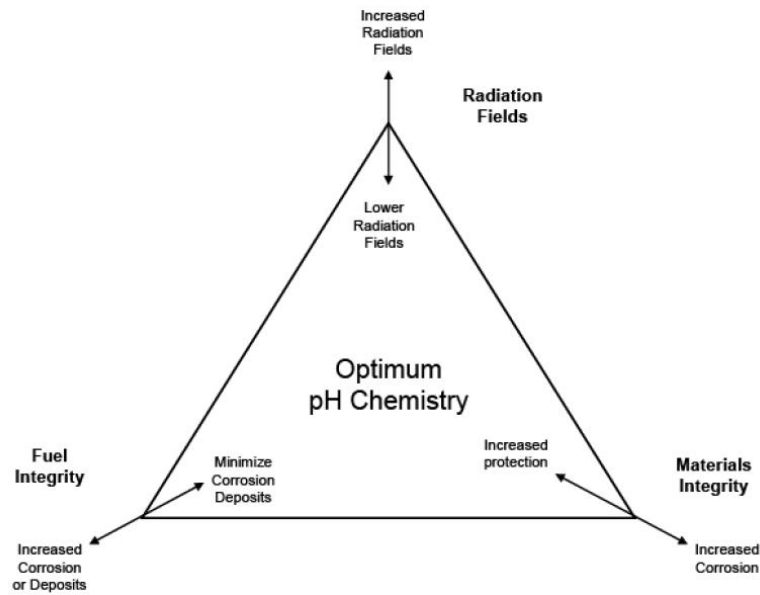 Increased
Radiation
Fields
Radiation
Fields
Lower
Radiation
Fields
Optimum
pH Chemistry
Fuel
Integrity
Minimize
Corrosion
Deposits
Increased
protection
Materials
Integrity
Increased
Corrosion
or Deposits
Increased
Corrosion